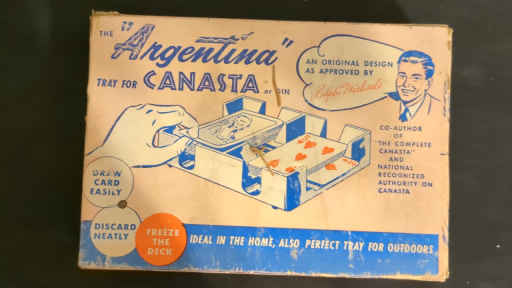 THE "Argentina"
TRAY FOR CANASTA or GIN
AN ORIGINAL DESIGN
AS APPROVED BY
Ralph Michaels
CO-AUTHOR
OF
"THE COMPLETE
CANASTA"
AND
NATIONAL
RECOGNIZED
AUTHORITY ON
CANASTA
DRAW
CARD
EASILY
DISCARD
NEATLY
FREEZE
THE
DECK
IDEAL IN THE HOME, ALSO PERFECT TRAY FOR OUTDOORS